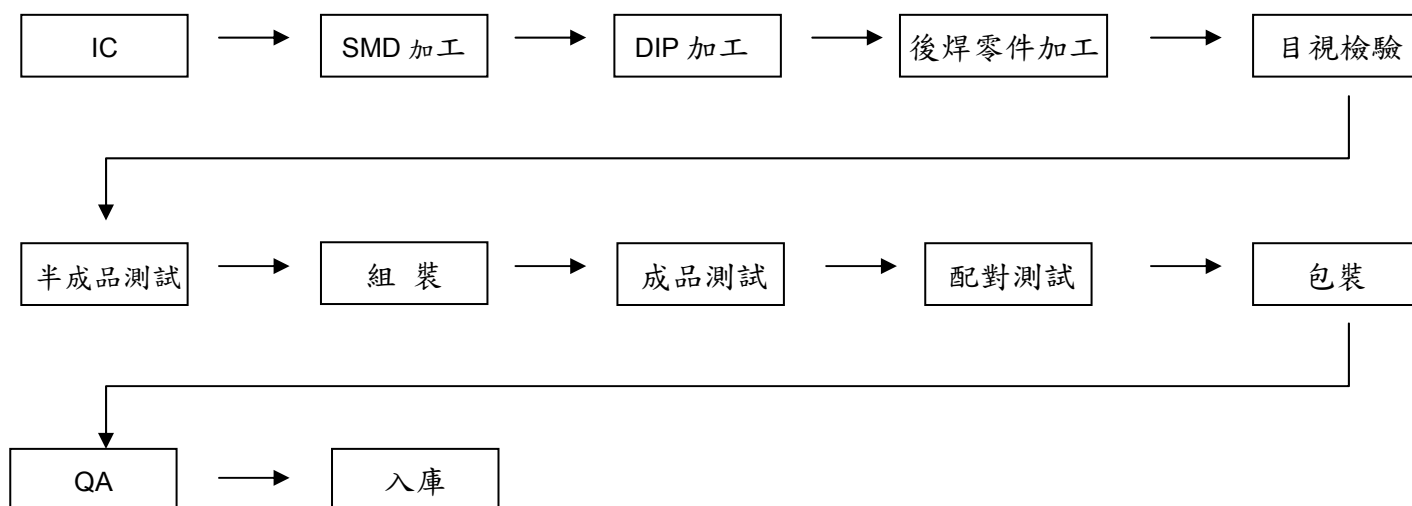 IC
SMD 加工
DIP 加工
後焊零件加工
目視檢驗
半成品測試
組 裝
成品測試
配對測試
包裝
QA
入庫